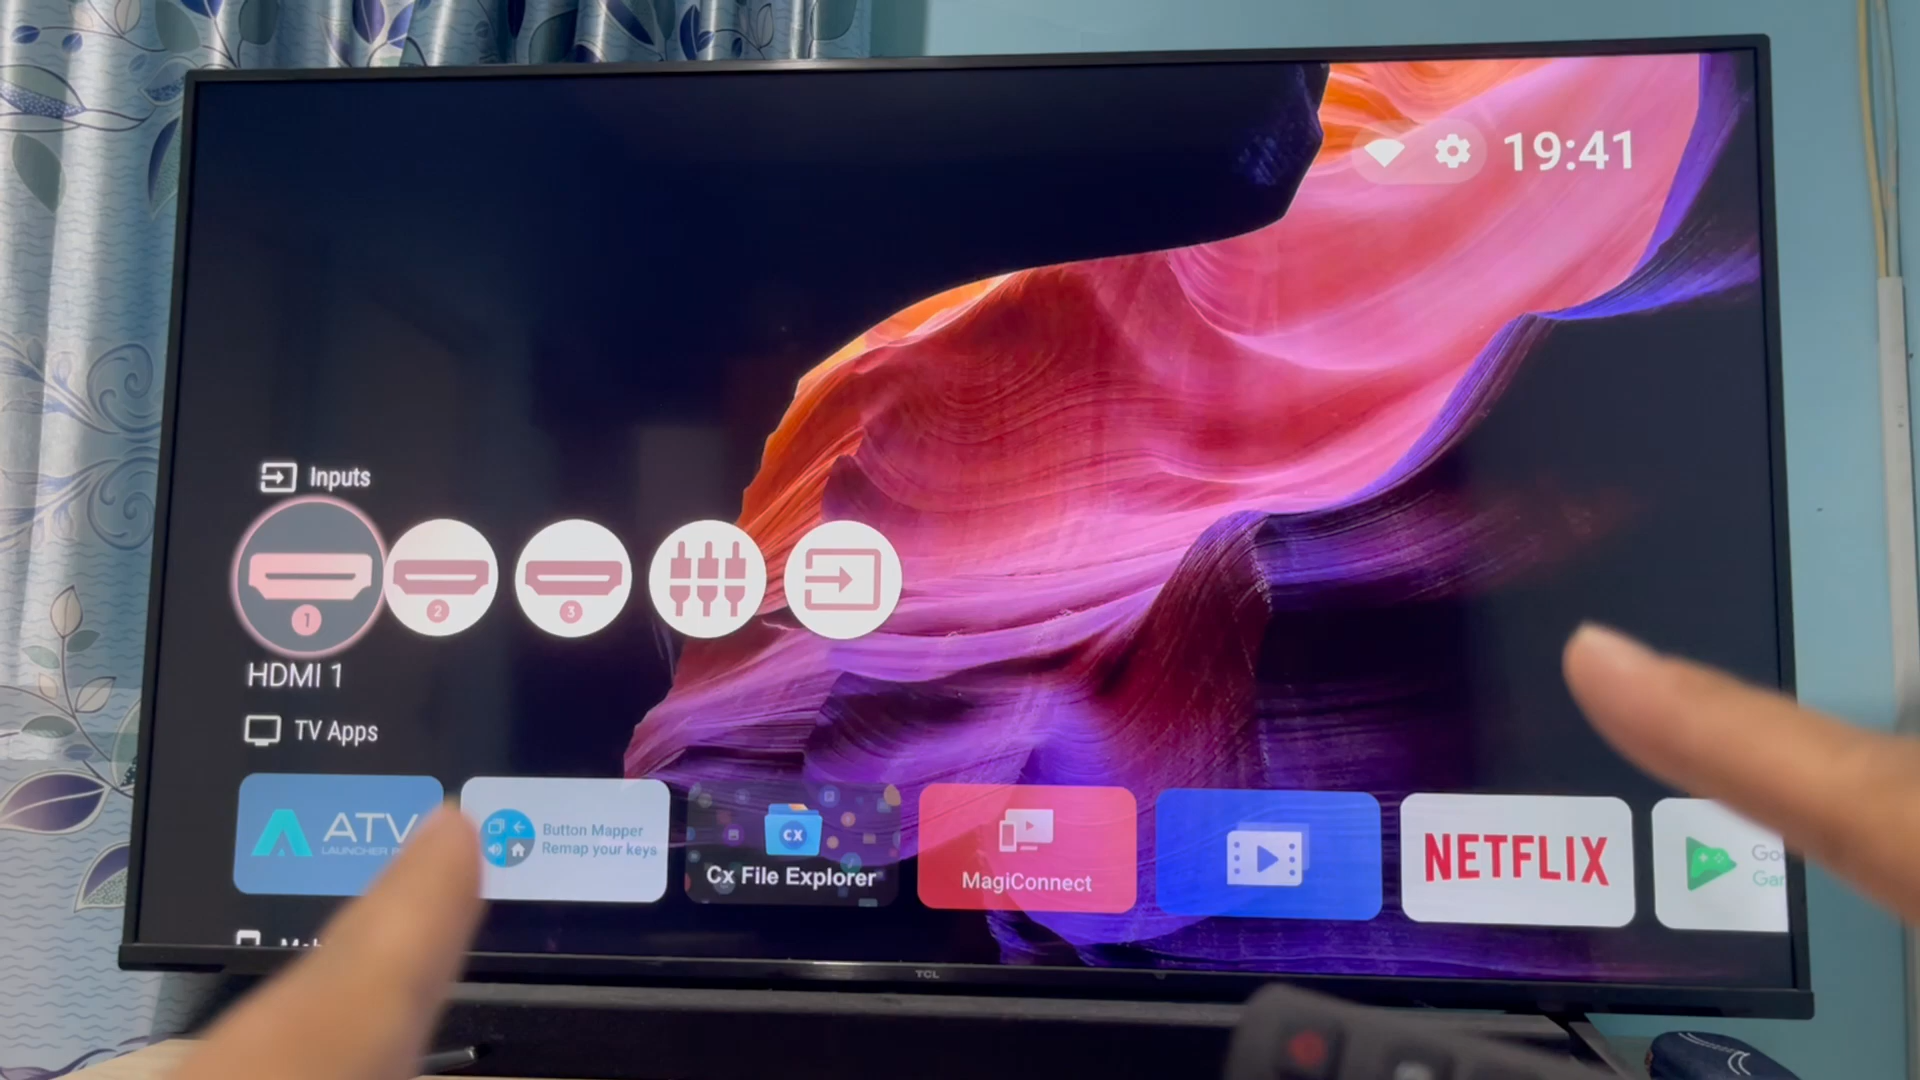 19:41
Inputs
1
2
3
HDMI 1
TV Apps
ATV
LAUNCHER
Button Mapper
Remap your keys
CX
Cx File Explorer
MagiConnect
NETFLIX
TCL